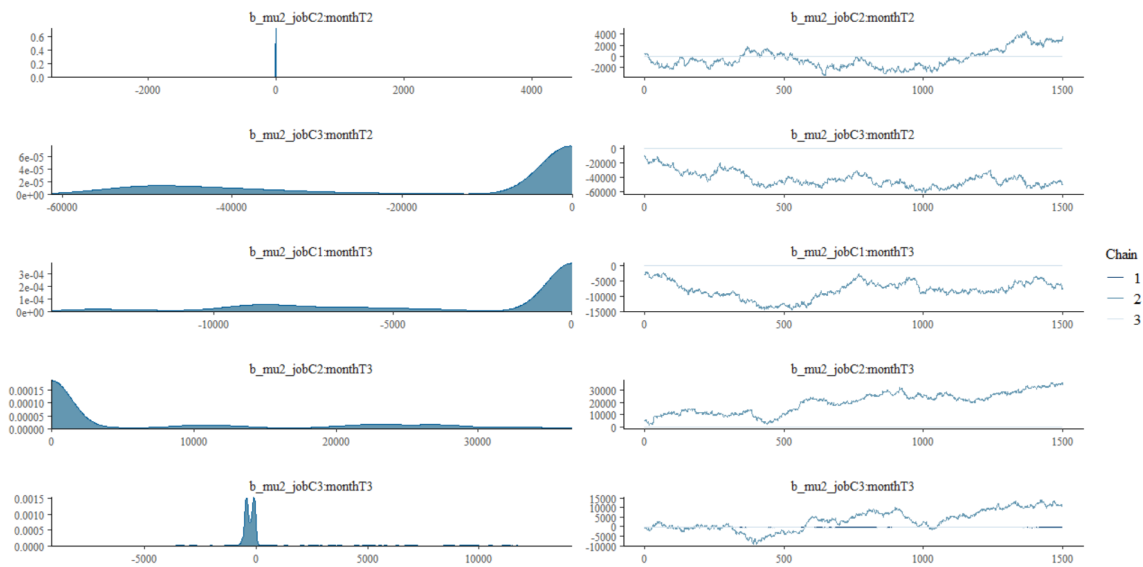 b_mu2_jobC2:monthT2
0.6
0.4
0.2
0.0
-2000 0 2000 4000
b_mu2_jobC2:monthT2
4000
2000
0
-2000
0 500 1000 1500
b_mu2_jobC3:monthT2
6e-05
4e-05
2e-05
0e+00
-60000 -40000 -20000 0
b_mu2_jobC3:monthT2
0
-20000
-40000
-60000
0 500 1000 1500
b_mu2_jobC1:monthT3
3e-04
2e-04
1e-04
0e+00
-10000 -5000 0
b_mu2_jobC1:monthT3
0
-5000
-10000
-15000
0 500 1000 1500
b_mu2_jobC2:monthT3
0.00015
0.00010
0.00005
0.00000
0 10000 20000 30000
b_mu2_jobC2:monthT3
30000
20000
10000
0
0 500 1000 1500
b_mu2_jobC3:monthT3
0.0015
0.0010
0.0005
0.0000
-5000 0 5000 10000
b_mu2_jobC3:monthT3
15000
10000
5000
0
-5000
-10000
0 500 1000 1500
Chain
1
2
3